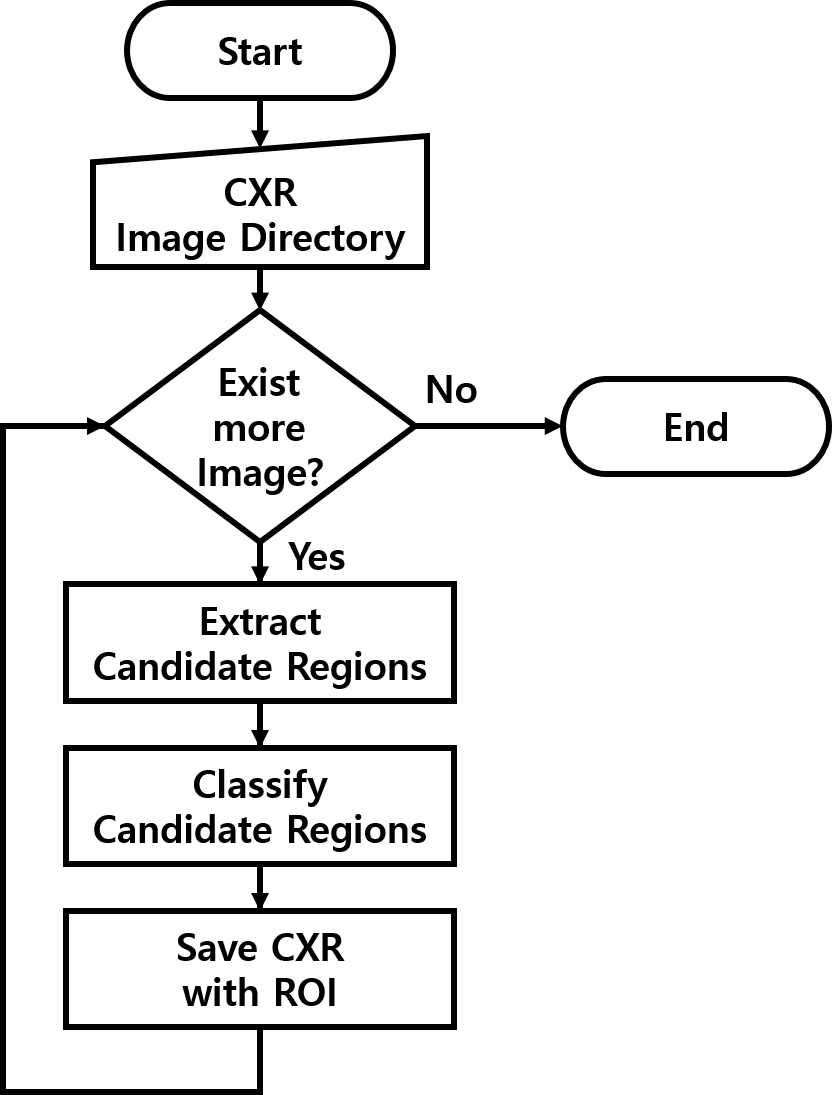 Start
CXR
Image Directory
Exist
more
Image?
No
End
Yes
Extract
Candidate Regions
Classify
Candidate Regions
Save CXR
with ROI